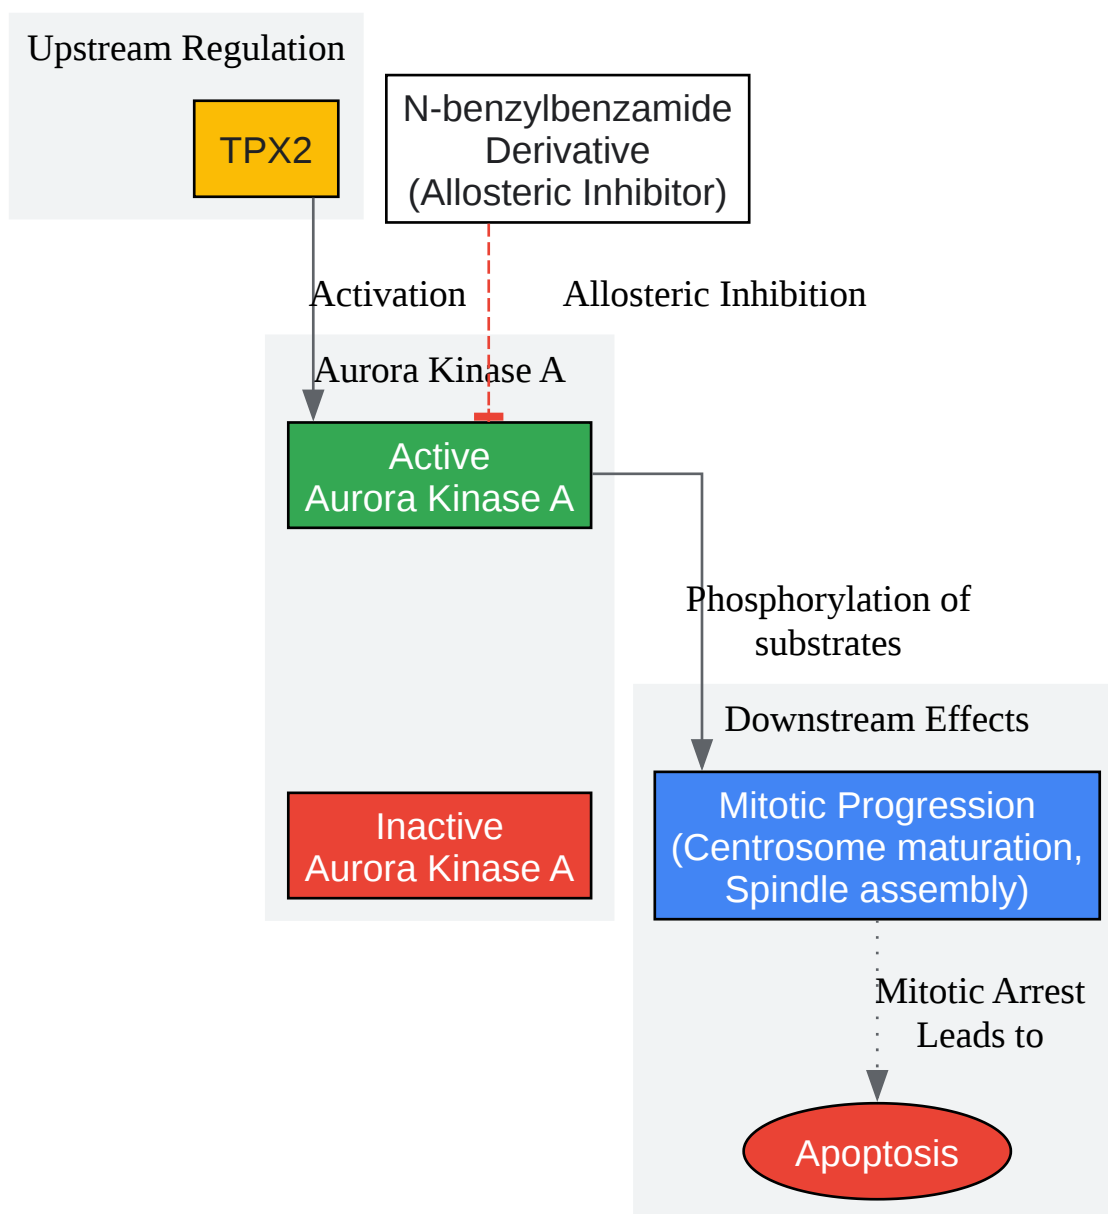 Upstream Regulation
TPX2
N-benzylbenzamide
Derivative
(Allosteric Inhibitor)
Activation
Allosteric Inhibition
Aurora Kinase A
Active
Aurora Kinase A
Phosphorylation of
substrates
Downstream Effects
Inactive
Aurora Kinase A
Mitotic Progression
(Centrosome maturation,
Spindle assembly)
Mitotic Arrest
Leads to
Apoptosis